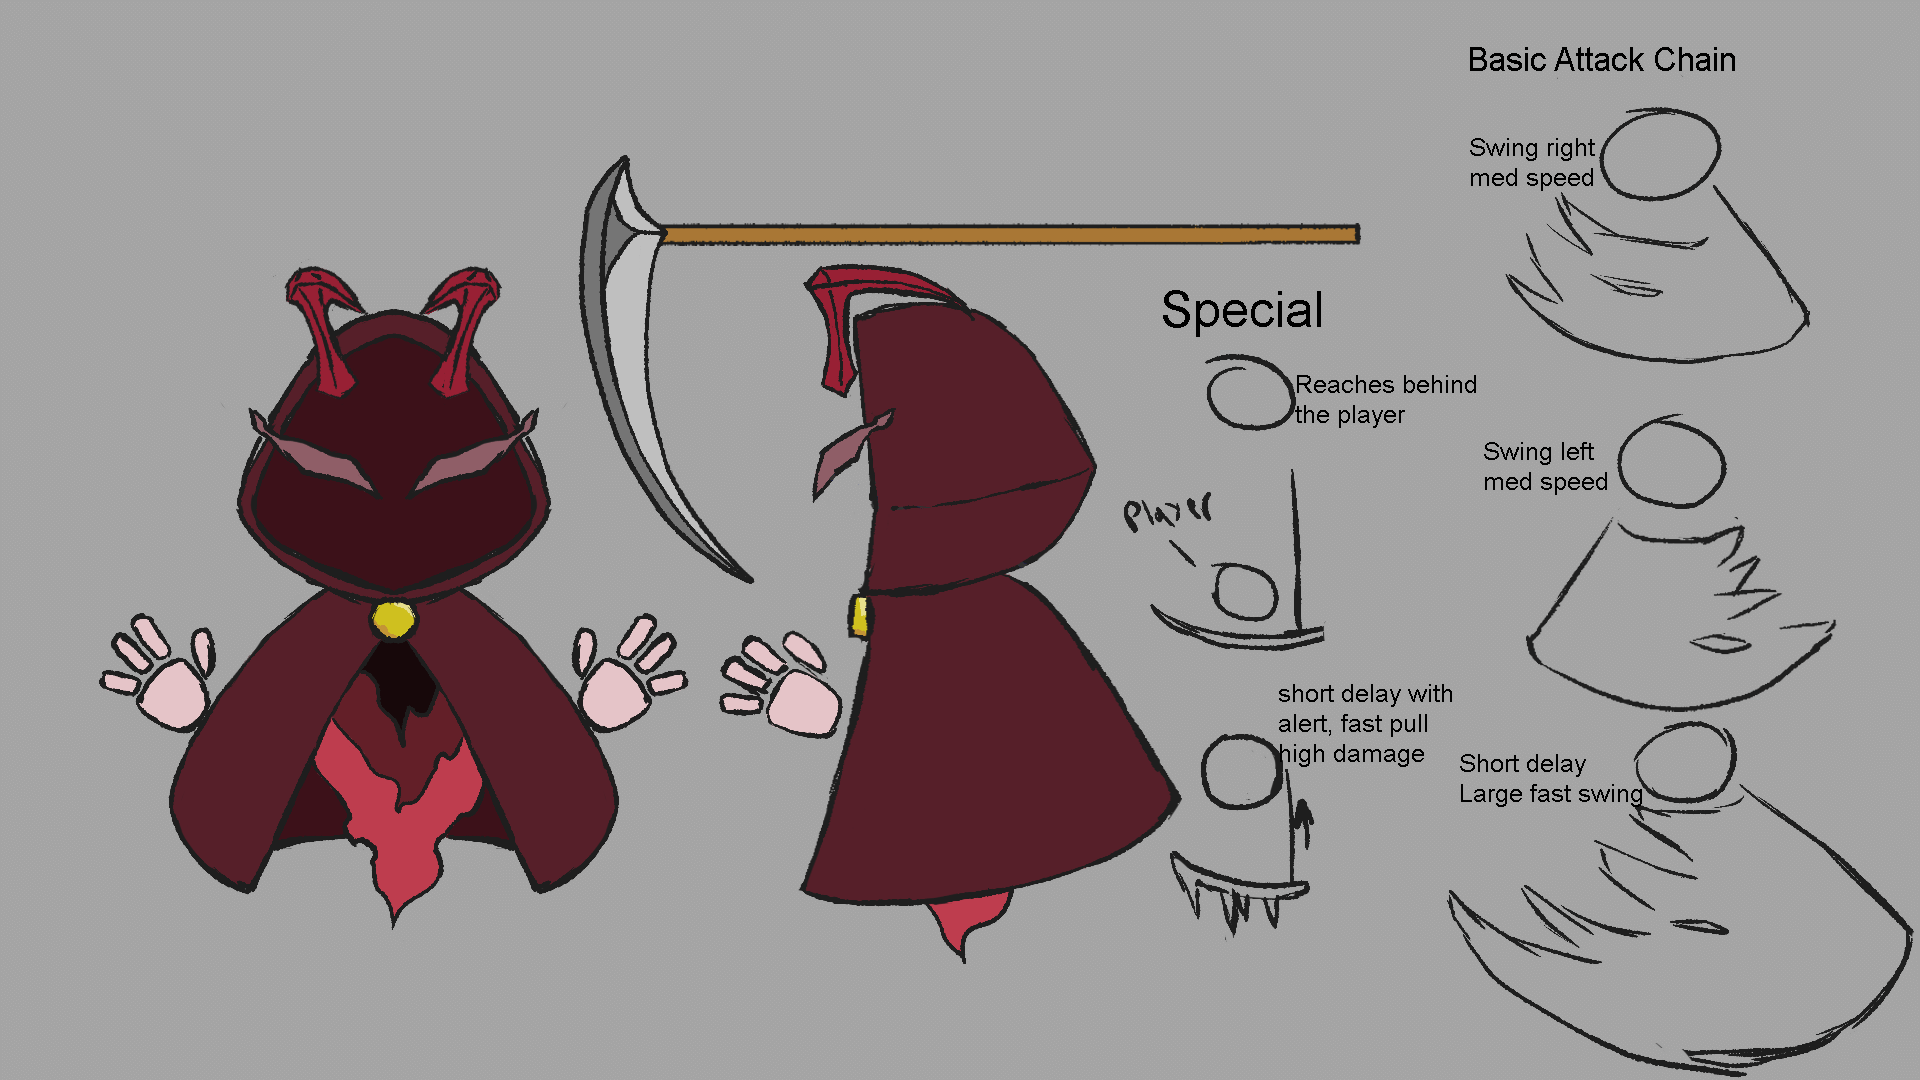 Basic Attack Chain
Swing right
med speed
Special
Reaches behind
the player
Swing left
med speed
Player
short delay with
alert, fast pull
high damage
Short delay
Large fast swing